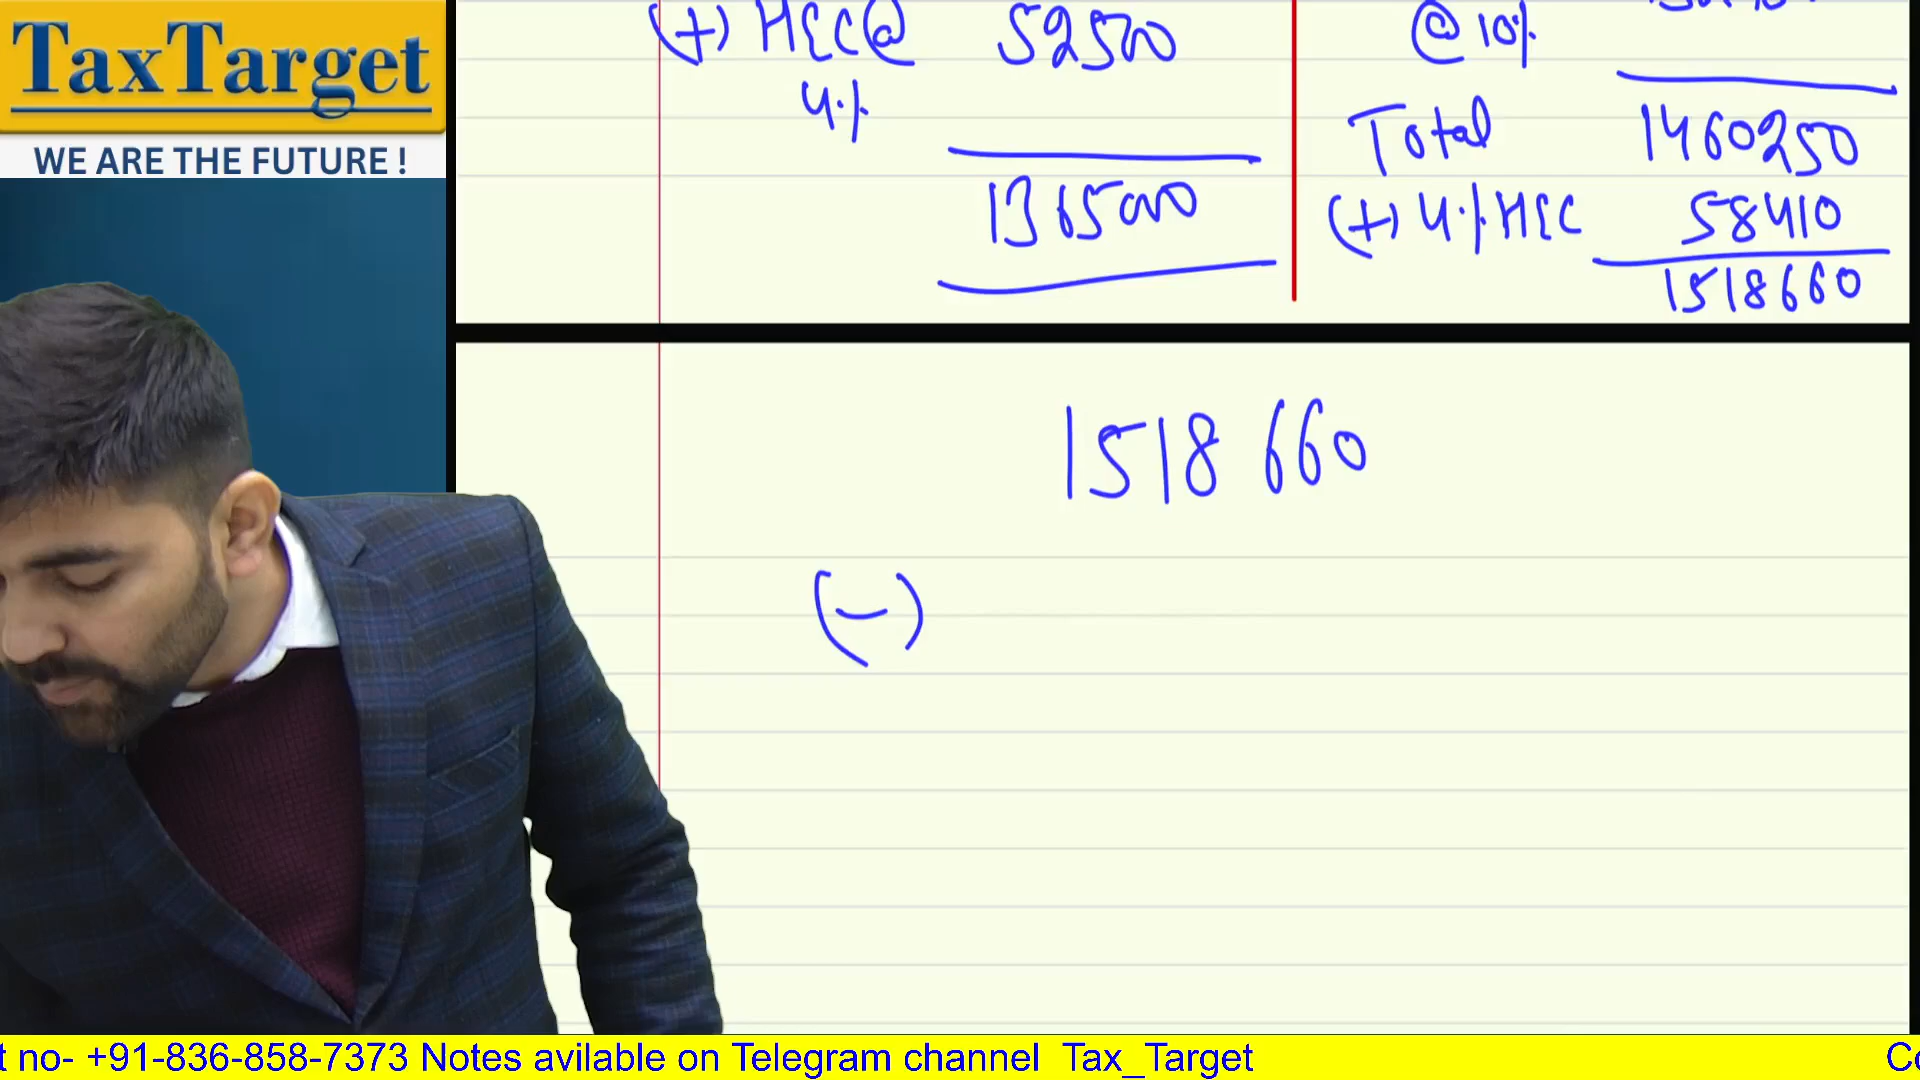 TaxTarget
WE ARE THE FUTURE !
(+) HEC@ 52500
4%
1365000
@ 10%
Total 1460250
(+) 4% HEC 58410
1518660
1518 660
(-)
t no- +91-836-858-7373 Notes avilable on Telegram channel Tax_Target Co